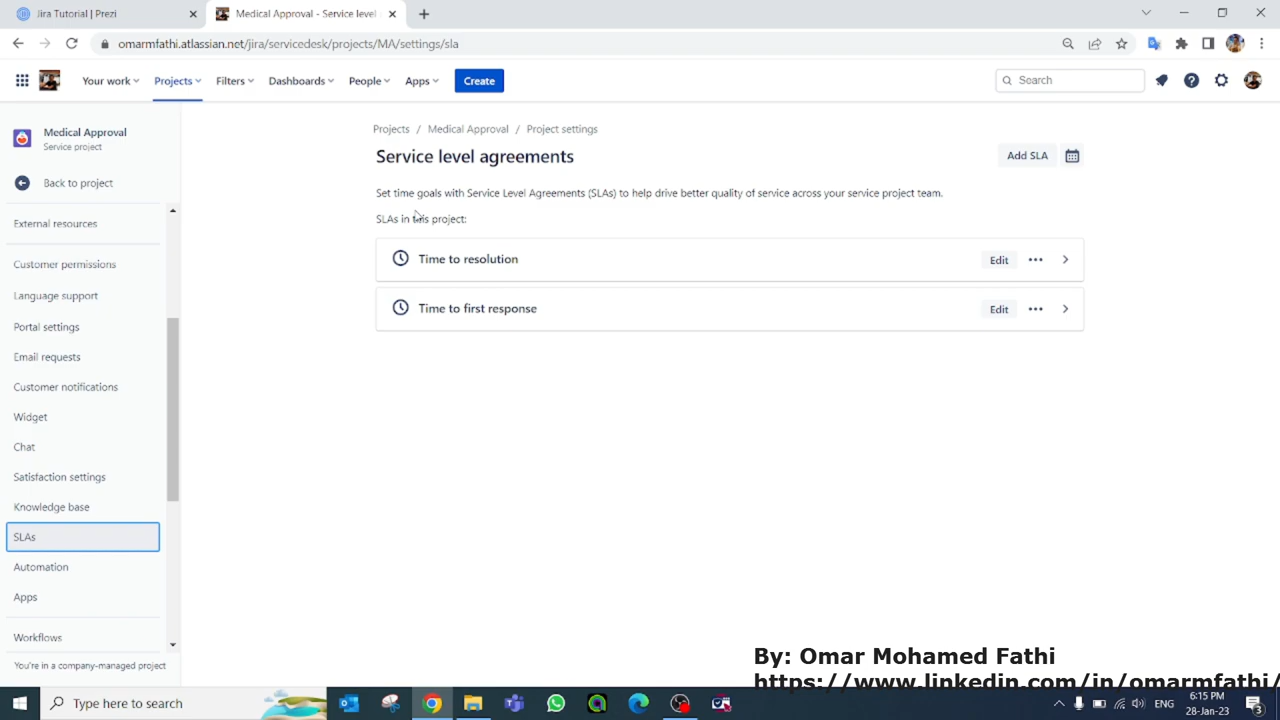 Jira Tutorial | Prezi
Medical Approval - Service level
omarmfathi.atlassian.net/jira/servicedesk/projects/MA/settings/sla
Your work
Projects
Filters
Dashboards
People
Apps
Create
Search
Medical Approval
Service project
Back to project
External resources
Customer permissions
Language support
Portal settings
Email requests
Customer notifications
Widget
Chat
Satisfaction settings
Knowledge base
SLAs
Automation
Apps
Workflows
You're in a company-managed project
Projects / Medical Approval / Project settings
Service level agreements
Add SLA
Set time goals with Service Level Agreements (SLAs) to help drive better quality of service across your service project team.
SLAs in this project:
Time to resolution
Edit
Time to first response
Edit
By: Omar Mohamed Fathi
https://www.linkedin.com/in/omarmfathi/
Type here to search
ENG
6:15 PM
28-Jan-23
3